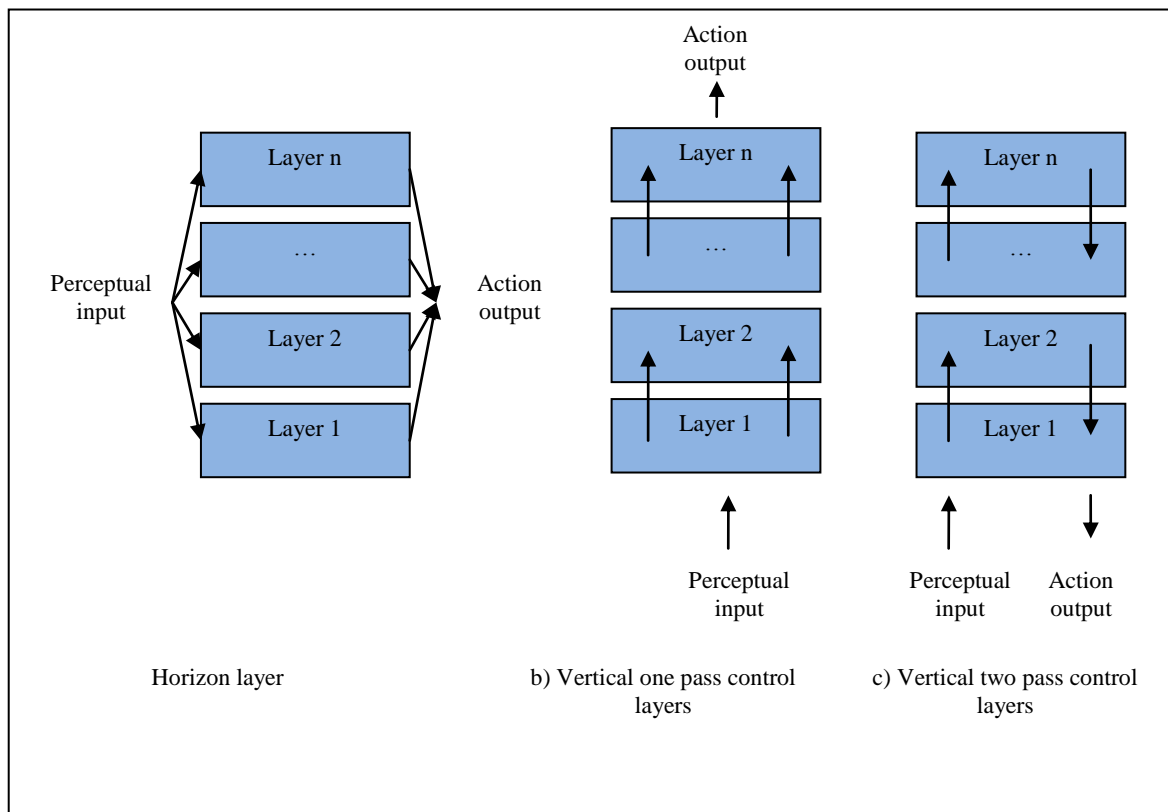 Layer n
…
Layer 2
Layer 1
Perceptual
input
Action
output
Horizon layer
Action
output
Layer n
…
Layer 2
Layer 1
Perceptual
input
b) Vertical one pass control
layers
Layer n
…
Layer 2
Layer 1
Perceptual
input
Action
output
c) Vertical two pass control
layers